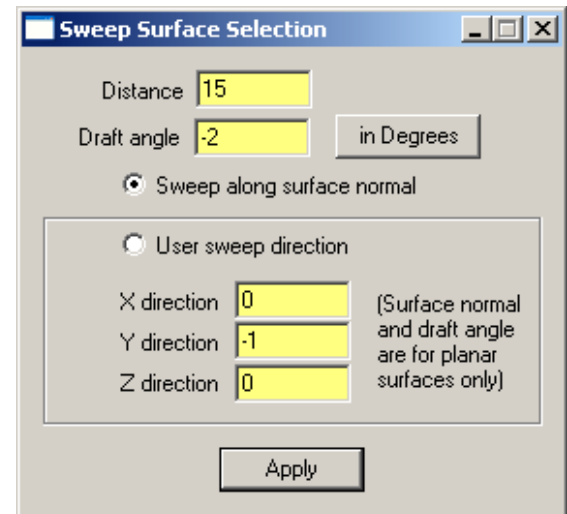 Sweep Surface Selection
Distance 15
Draft angle -2 in Degrees
Sweep along surface normal
User sweep direction
X direction 0
Y direction -1
Z direction 0
(Surface normal
and draft angle
are for planar
surfaces only)
Apply